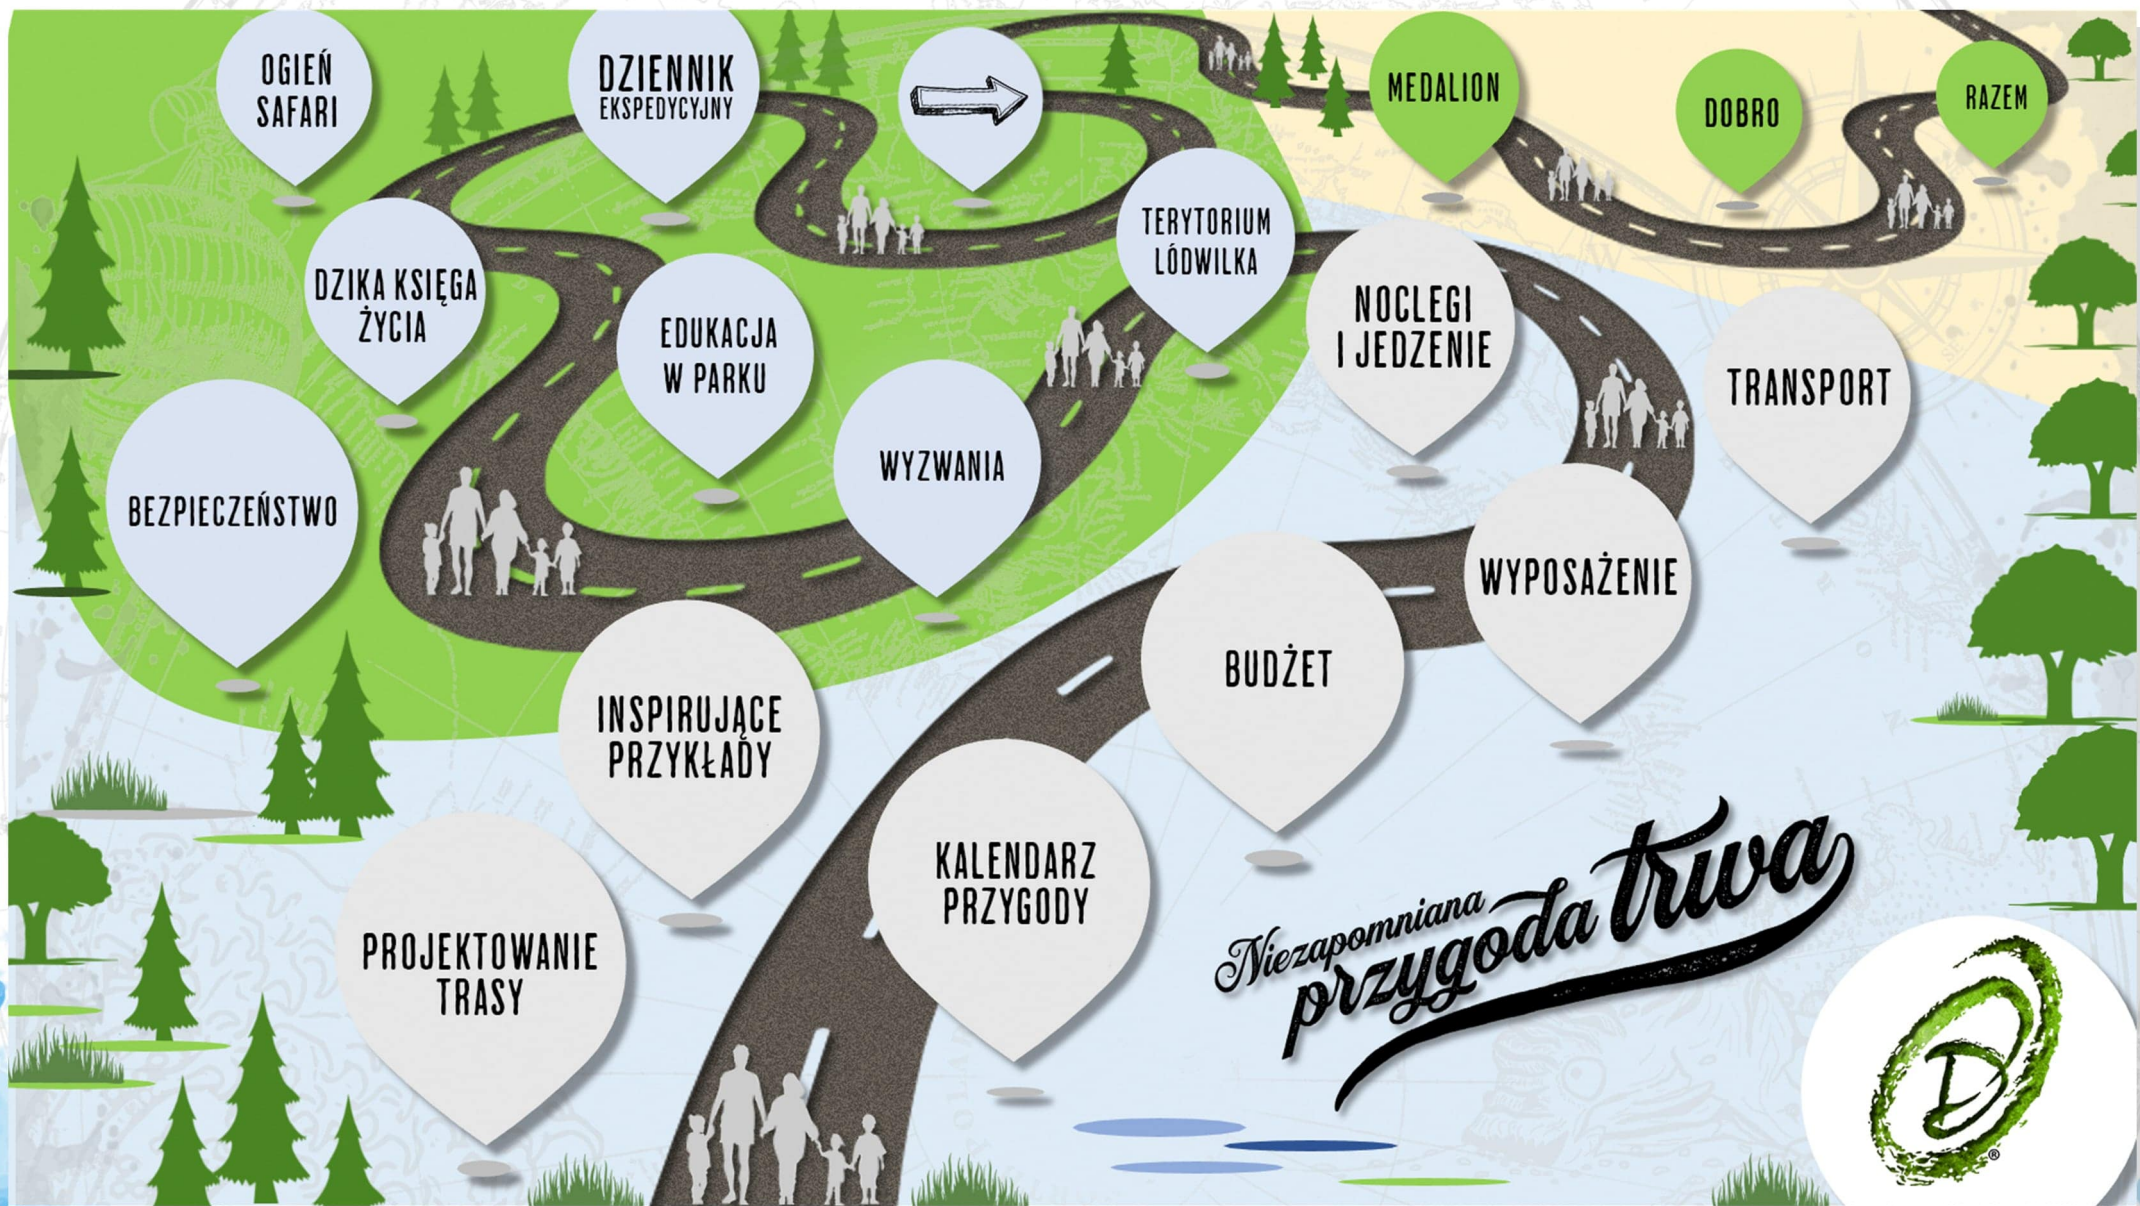 OGIEŃ
SAFARI
DZIENNIK
EKSPEDYCYJNY
MEDALION
DOBRO
RAZEM
DZIKA KSIĘGA
ŻYCIA
EDUKACJA
W PARKU
TERYTORIUM
LÓDWILKA
NOCLEGI
I JEDZENIE
TRANSPORT
BEZPIECZEŃSTWO
WYZWANIA
WYPOSAŻENIE
INSPIRUJĄCE
PRZYKŁADY
BUDŻET
KALENDARZ
PRZYGODY
PROJEKTOWANIE
TRASY
Niezapomniana
przygoda trwa
D
®